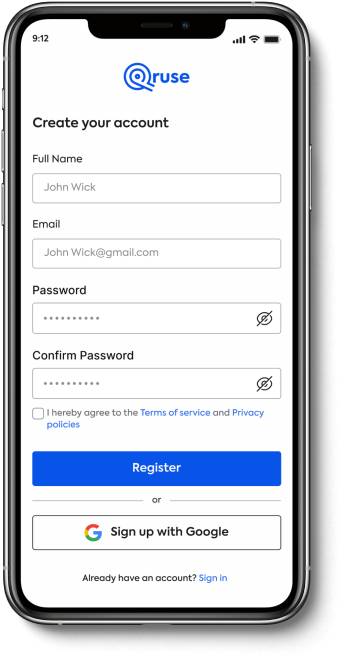 9:12
Qruse
Create your account
Full Name
John Wick
Email
John Wick@gmail.com
Password
Confirm Password
I hereby agree to the Terms of service and Privacy
policies
Register
or
Sign up with Google
Already have an account? Sign in